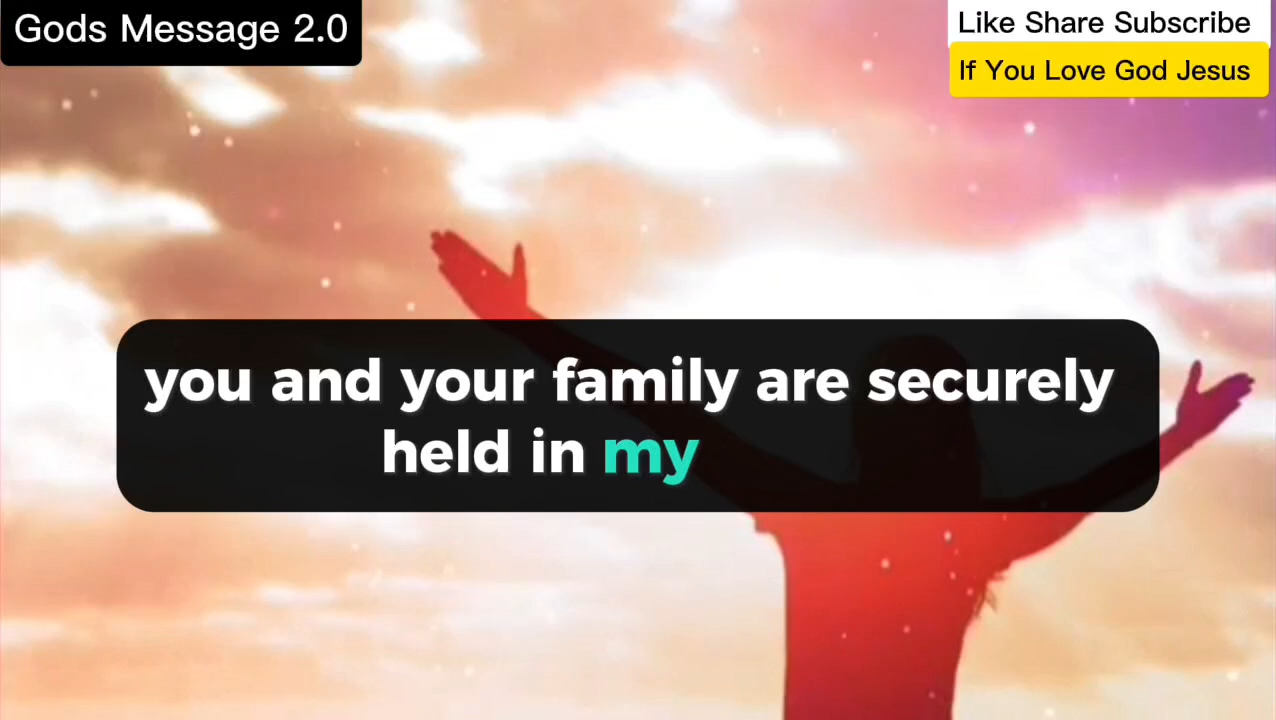 Gods Message 2.0
Like Share Subscribe
If You Love God Jesus
you and your family are securely
held in my